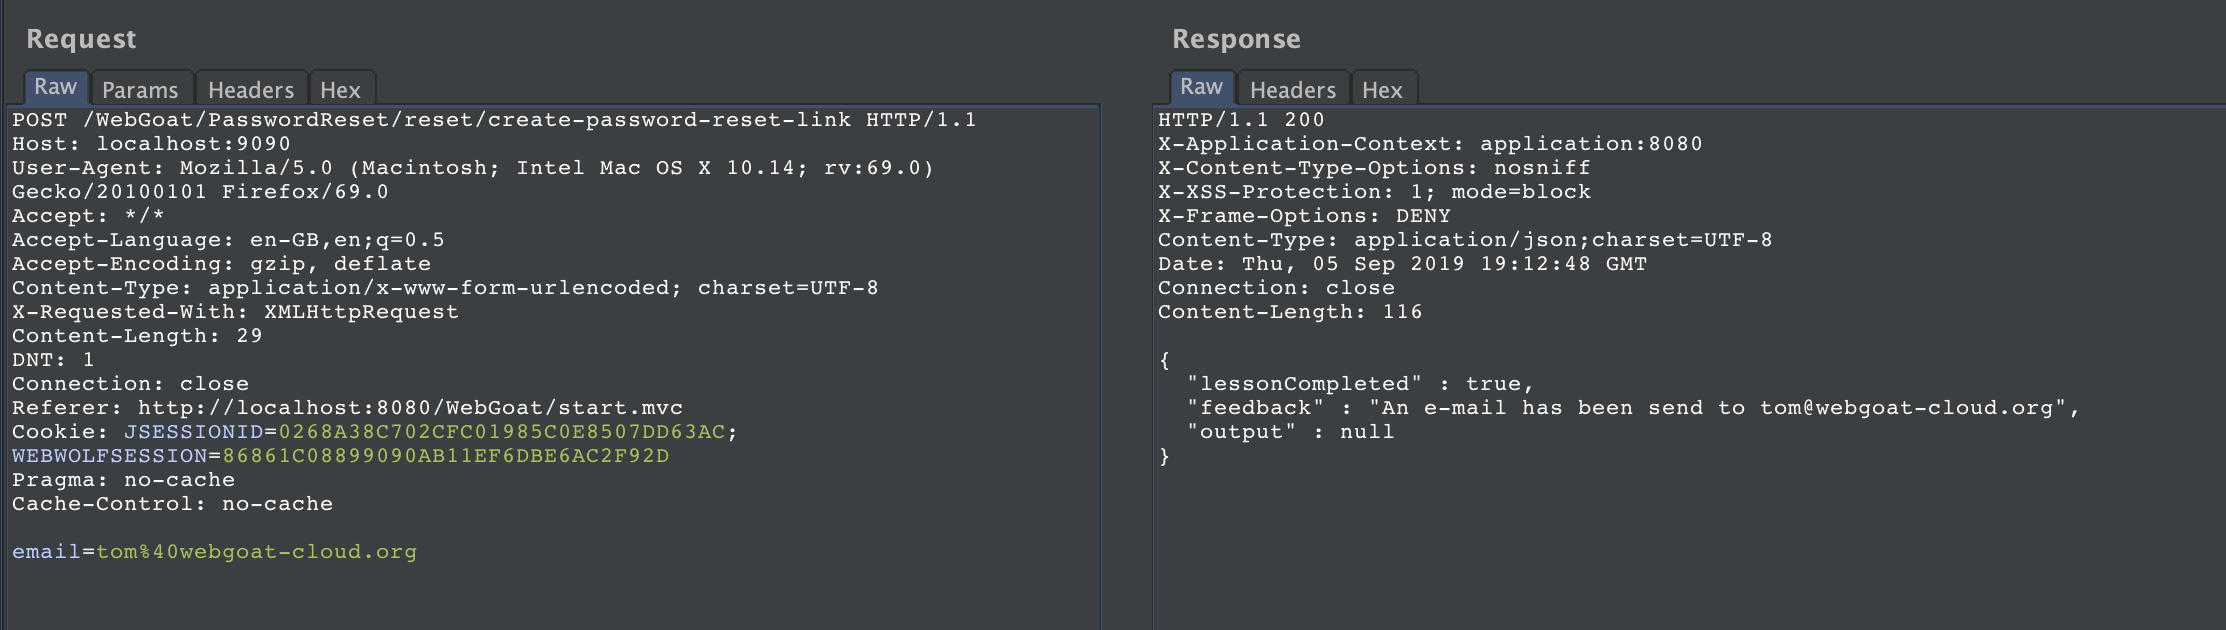 Request
Raw Params Headers Hex
POST /WebGoat/PasswordReset/reset/create-password-reset-link HTTP/1.1
Host: localhost:9090
User-Agent: Mozilla/5.0 (Macintosh; Intel Mac OS X 10.14; rv:69.0)
Gecko/20100101 Firefox/69.0
Accept: */*
Accept-Language: en-GB,en;q=0.5
Accept-Encoding: gzip, deflate
Content-Type: application/x-www-form-urlencoded; charset=UTF-8
X-Requested-With: XMLHttpRequest
Content-Length: 29
DNT: 1
Connection: close
Referer: http://localhost:8080/WebGoat/start.mvc
Cookie: JSESSIONID=0268A38C702CFC01985C0E8507DD63AC;
WEBWOLFSESSION=86861C08899090AB11EF6DBE6AC2F92D
Pragma: no-cache
Cache-Control: no-cache

email=tom%40webgoat-cloud.org
Response
Raw Headers Hex
HTTP/1.1 200
X-Application-Context: application:8080
X-Content-Type-Options: nosniff
X-XSS-Protection: 1; mode=block
X-Frame-Options: DENY
Content-Type: application/json;charset=UTF-8
Date: Thu, 05 Sep 2019 19:12:48 GMT
Connection: close
Content-Length: 116

{
  "lessonCompleted" : true,
  "feedback" : "An e-mail has been send to tom@webgoat-cloud.org",
  "output" : null
}